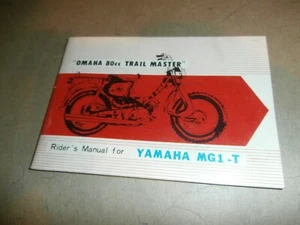 "OMAHA 80cc TRAIL MASTER"
Rider's Manual for YAMAHA MG1-T